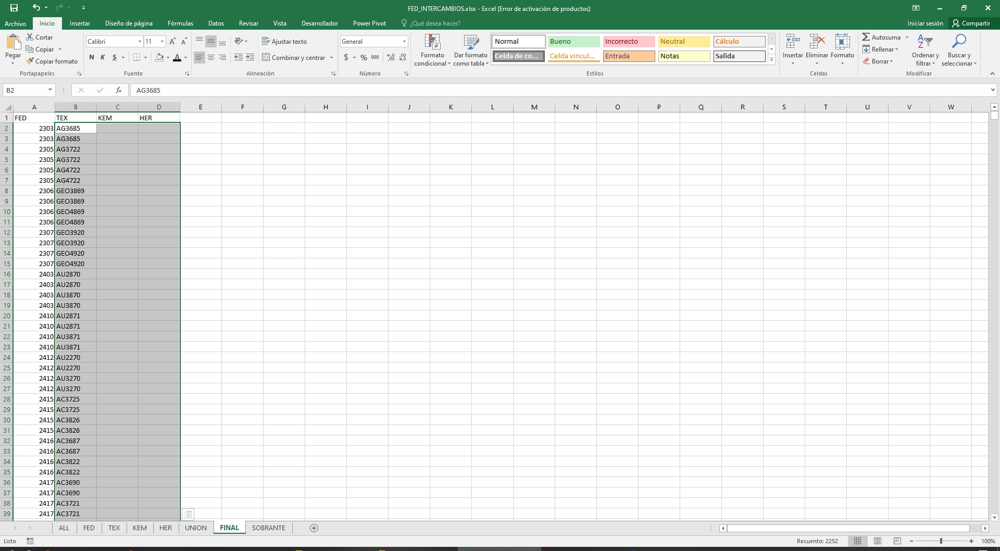 FED_INTERCAMBIOS.xlsx - Excel (Error de activación de productos)
Archivo Inicio Insertar Diseño de página Fórmulas Datos Revisar Vista Desarrollador Power Pivot ¿Qué desea hacer? Iniciar sesión Compartir
Pegar
Cortar
Copiar
Copiar formato
Portapapeles
Calibri 11
N K S A
Fuente
Ajustar texto
Combinar y centrar
Alineación
General
$ % 000
Número
Formato condicional
Dar formato como tabla
Normal Bueno Incorrecto Neutral Cálculo
Celda de co... Celda vincul... Entrada Notas Salida
Estilos
Insertar Eliminar Formato
Celdas
Autosuma
Rellenar
Borrar
Ordenar y filtrar
Buscar y seleccionar
Modificar
B2 fx AG3685
A B C D E F G H I J K L M N O P Q R S T U V W
1 FED TEX KEM HER
2 2303 AG3685
3 2303 AG3685
4 2305 AG3722
5 2305 AG3722
6 2305 AG4722
7 2305 AG4722
8 2306 GEO3869
9 2306 GEO3869
10 2306 GEO4869
11 2306 GEO4869
12 2307 GEO3920
13 2307 GEO3920
14 2307 GEO4920
15 2307 GEO4920
16 2403 AU2870
17 2403 AU2870
18 2403 AU3870
19 2403 AU3870
20 2410 AU2871
21 2410 AU2871
22 2410 AU3871
23 2410 AU3871
24 2412 AU2270
25 2412 AU2270
26 2412 AU3270
27 2412 AU3270
28 2415 AC3725
29 2415 AC3725
30 2415 AC3826
31 2415 AC3826
32 2416 AC3687
33 2416 AC3687
34 2416 AC3822
35 2416 AC3822
36 2417 AC3690
37 2417 AC3690
38 2417 AC3721
39 2417 AC3721
ALL FED TEX KEM HER UNION FINAL SOBRANTE
Listo Recuento: 2252 100%